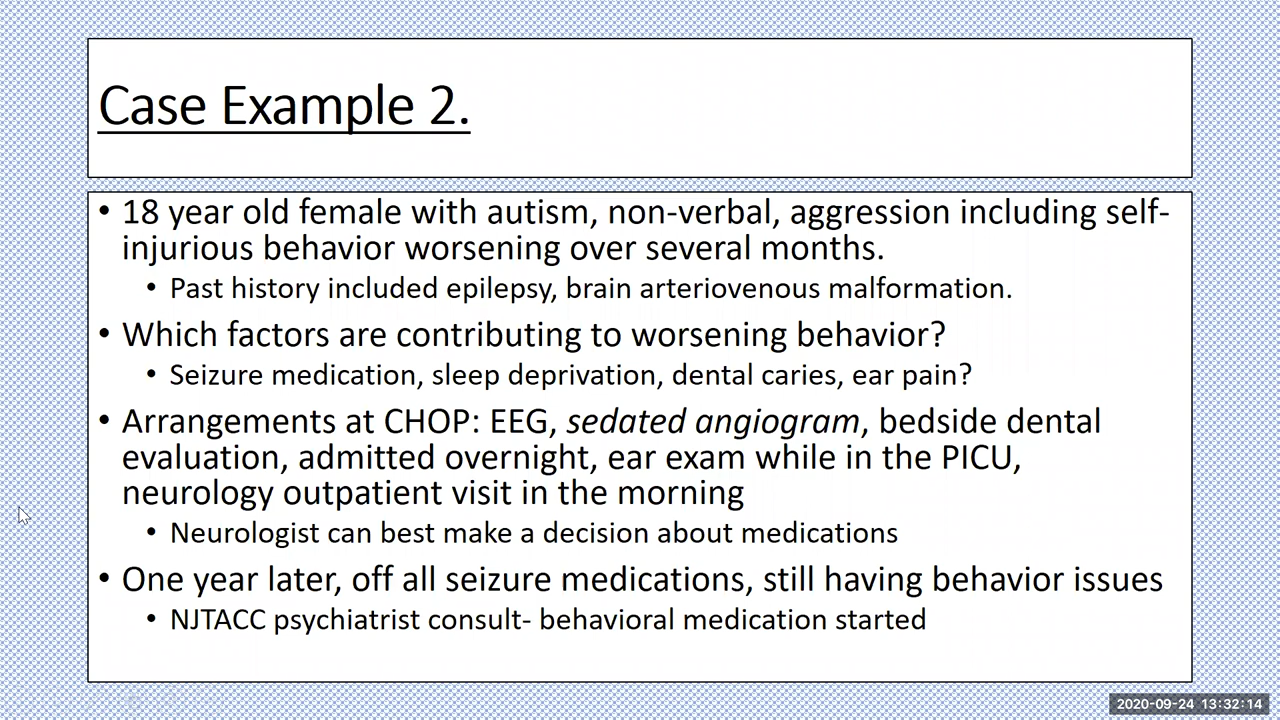 Case Example 2.
• 18 year old female with autism, non-verbal, aggression including self-
injurious behavior worsening over several months.
• Past history included epilepsy, brain arteriovenous malformation.
• Which factors are contributing to worsening behavior?
• Seizure medication, sleep deprivation, dental caries, ear pain?
• Arrangements at CHOP: EEG, sedated angiogram, bedside dental
evaluation, admitted overnight, ear exam while in the PICU,
neurology outpatient visit in the morning
• Neurologist can best make a decision about medications
• One year later, off all seizure medications, still having behavior issues
• NJTACC psychiatrist consult- behavioral medication started
2020-09-24 13:32:14